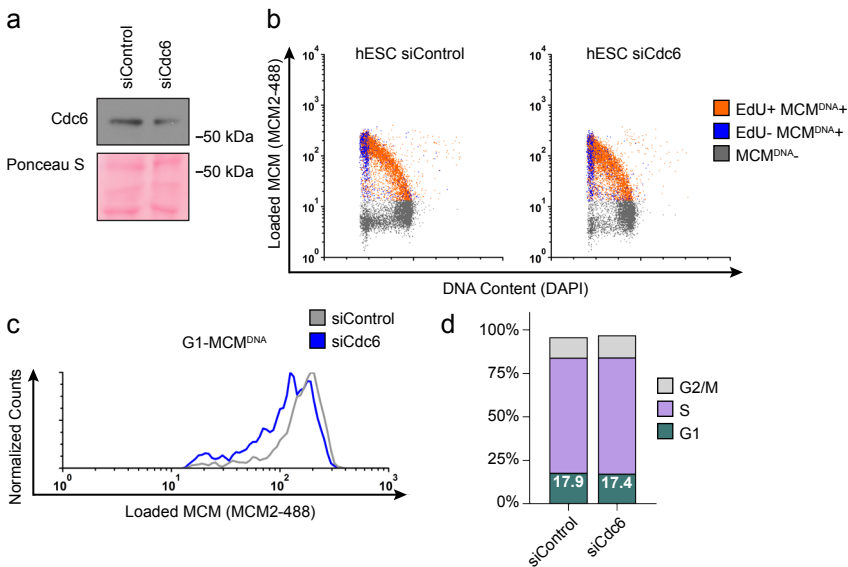 a
siControl
siCdc6
Cdc6
–50 kDa
Ponceau S
–50 kDa
b
hESC siControl
hESC siCdc6
Loaded MCM (MCM2-488)
10⁴
10³
10²
10¹
10⁰
10⁴
10³
10²
10¹
10⁰
DNA Content (DAPI)
EdU+ MCMᴰᴺᴬ+
EdU- MCMᴰᴺᴬ+
MCMᴰᴺᴬ-
c
G1-MCMᴰᴺᴬ
siControl
siCdc6
Normalized Counts
10⁰
10¹
10²
10³
Loaded MCM (MCM2-488)
d
100%
75%
50%
25%
0%
17.9
17.4
siControl
siCdc6
G2/M
S
G1